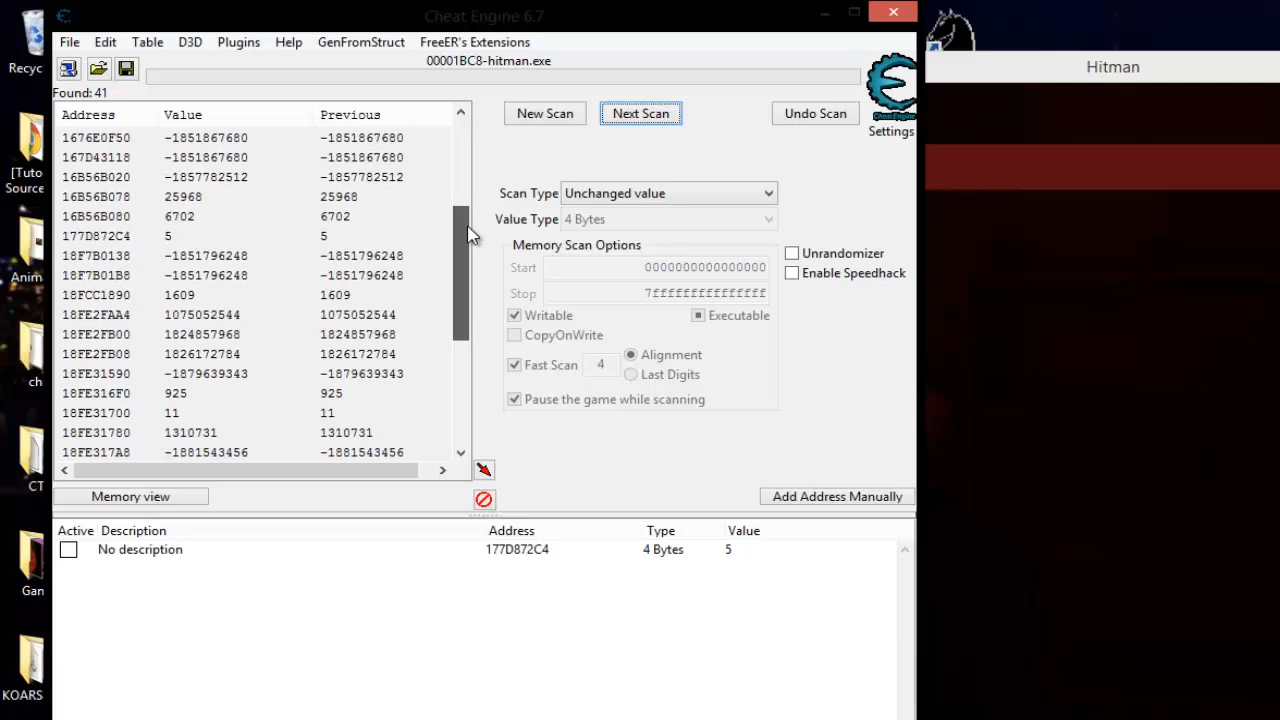 Cheat Engine 6.7
File Edit Table D3D Plugins Help GenFromStruct FreeER's Extensions
00001BC8-hitman.exe
Hitman
Recyc
Found: 41
Address Value Previous
1676E0F50 -1851867680 -1851867680
167D43118 -1851867680 -1851867680
16B56B020 -1857782512 -1857782512
16B56B078 25968 25968
16B56B080 6702 6702
177D872C4 5 5
18F7B0138 -1851796248 -1851796248
18F7B01B8 -1851796248 -1851796248
18FCC1890 1609 1609
18FE2FAA4 1075052544 1075052544
18FE2FB00 1824857968 1824857968
18FE2FB08 1826172784 1826172784
18FE31590 -1879639343 -1879639343
18FE316F0 925 925
18FE31700 11 11
18FE31780 1310731 1310731
18FE317A8 -1881543456 -1881543456
New Scan Next Scan Undo Scan
Cheat Engine
Settings
Scan Type Unchanged value
Value Type 4 Bytes
Memory Scan Options
Start 0000000000000000
Stop 7fffffffffffffff
Writable Executable
CopyOnWrite
Fast Scan 4 Alignment
Last Digits
Pause the game while scanning
Unrandomizer
Enable Speedhack
Memory view Add Address Manually
Active Description Address Type Value
No description 177D872C4 4 Bytes 5
[Tuto
Source
Anim
ch
CT
Gan
KOARS